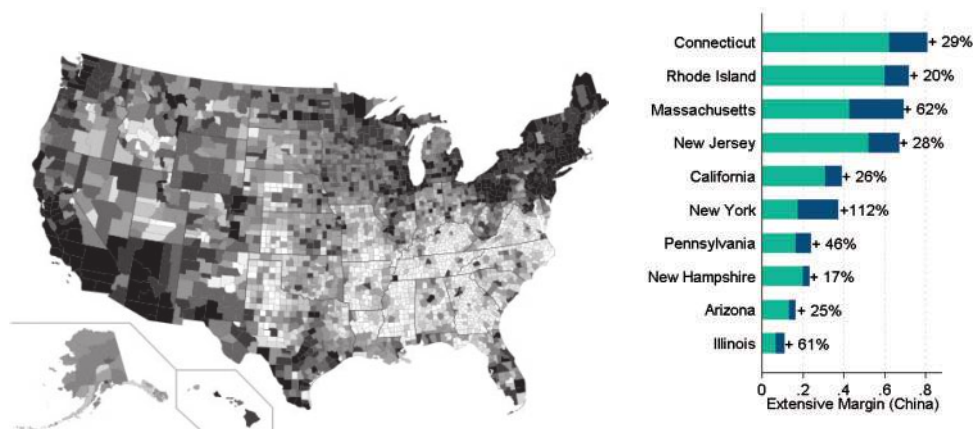 Connecticut + 29%
Rhode Island + 20%
Massachusetts + 62%
New Jersey + 28%
California + 26%
New York +112%
Pennsylvania + 46%
New Hampshire + 17%
Arizona + 25%
Illinois + 61%
0 .2 .4 .6 .8
Extensive Margin (China)